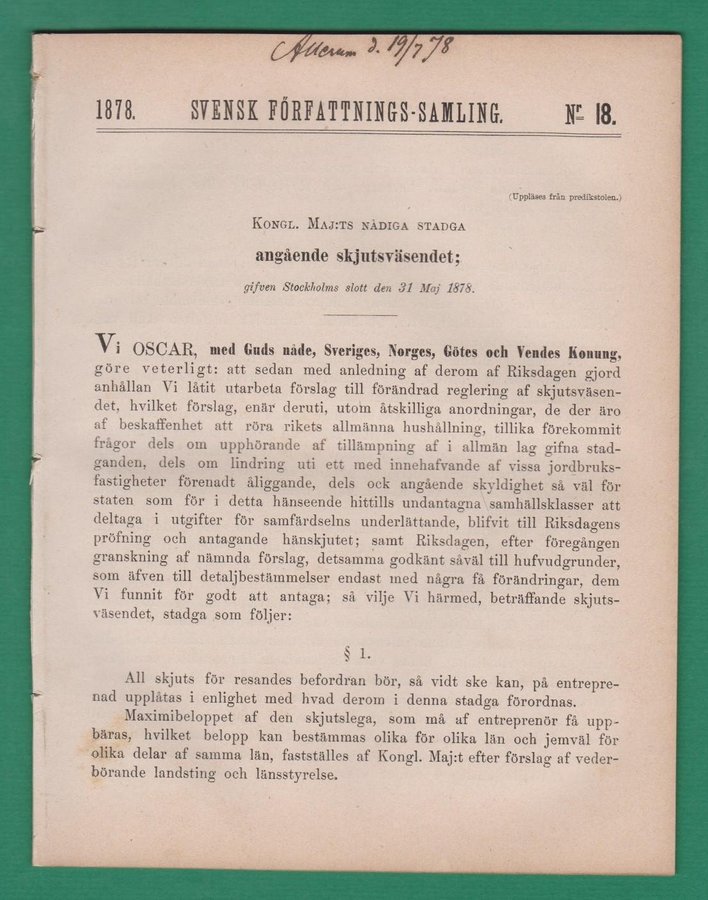 d. 19/7 78
1878. SVENSK FÖRFATTNINGS-SAMLING. Nr 18.
(Uppläses från predikstolen.)
KONGL. MAJ:TS NÅDIGA STADGA
angående skjutsväsendet;
gifven Stockholms slott den 31 Maj 1878.
Vi OSCAR, med Guds nåde, Sveriges, Norges, Götes och Vendes Konung,
göre veterligt: att sedan med anledning af derom af Riksdagen gjord
anhållan Vi låtit utarbeta förslag till förändrad reglering af skjutsväsen-
det, hvilket förslag, enär deruti, utom åtskilliga anordningar, de der äro
af beskaffenhet att röra rikets allmänna hushållning, tillika förekommit
frågor dels om upphörande af tillämpning af i allmän lag gifna stad-
ganden, dels om lindring uti ett med innehafvande af vissa jordbruks-
fastigheter förenadt åliggande, dels ock angående skyldighet så väl för
staten som för i detta hänseende hittills undantagna samhällsklasser att
deltaga i utgifter för samfärdselns underlättande, blifvit till Riksdagens
pröfning och antagande hänskjutet; samt Riksdagen, efter föregången
granskning af nämnda förslag, detsamma godkänt såväl till hufvudgrunder,
som äfven till detaljbestämmelser endast med några få förändringar, dem
Vi funnit för godt att antaga; så vilje Vi härmed, beträffande skjuts-
väsendet, stadga som följer:
§ 1.
All skjuts för resandes befordran bör, så vidt ske kan, på entrepre-
nad upplåtas i enlighet med hvad derom i denna stadga förordnas.
Maximibeloppet af den skjutslega, som må af entreprenör få upp-
bäras, hvilket belopp kan bestämmas olika för olika län och jemväl för
olika delar af samma län, fastställes af Kongl. Maj:t efter förslag af veder-
börande landsting och länsstyrelse.